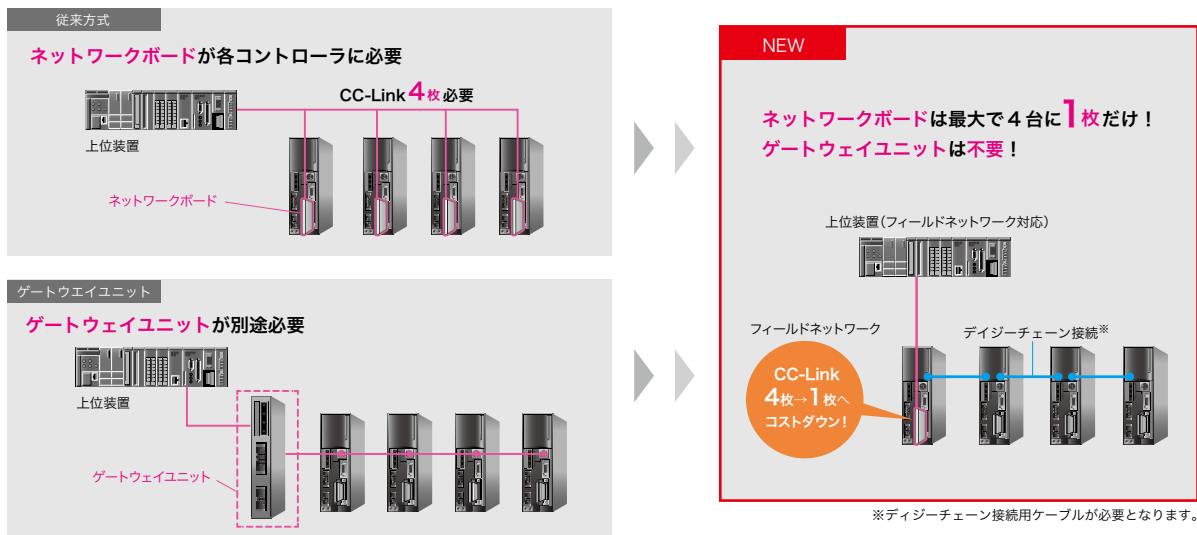 従来方式
ネットワークボードが各コントローラに必要
CC-Link4枚必要
上位装置
ネットワークボード
ゲートウエイユニット
ゲートウェイユニットが別途必要
上位装置
ゲートウェイユニット
NEW
ネットワークボードは最大で4台に1枚だけ！
ゲートウェイユニットは不要！
上位装置（フィールドネットワーク対応）
フィールドネットワーク
デイジーチェーン接続※
CC-Link
4枚→1枚へ
コストダウン！
※ディジーチェーン接続用ケーブルが必要となります。